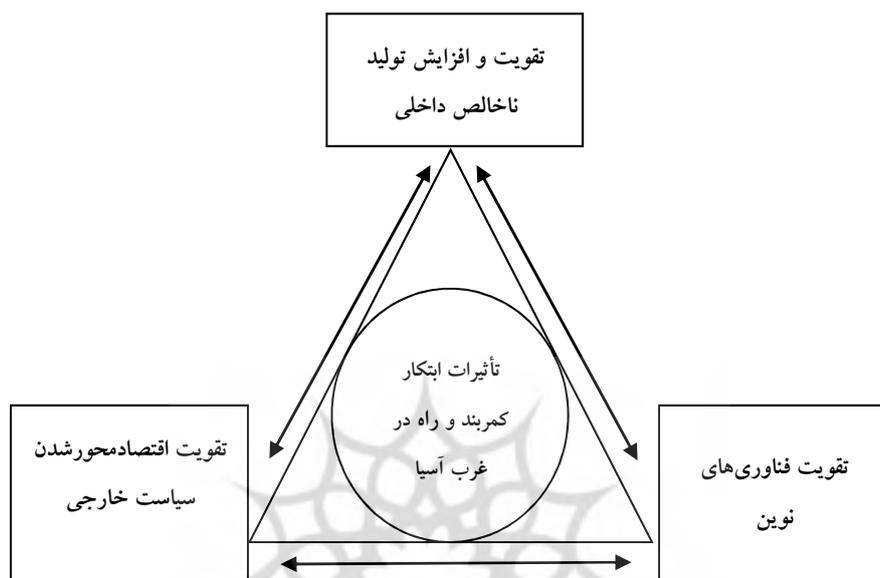 تقویت و افزایش تولید
ناخالص داخلی
تأثیرات ابتکار
کمربند و راه در
غرب آسیا
تقویت فناوری‌های
نوین
تقویت اقتصادمحورشدن
سیاست خارجی